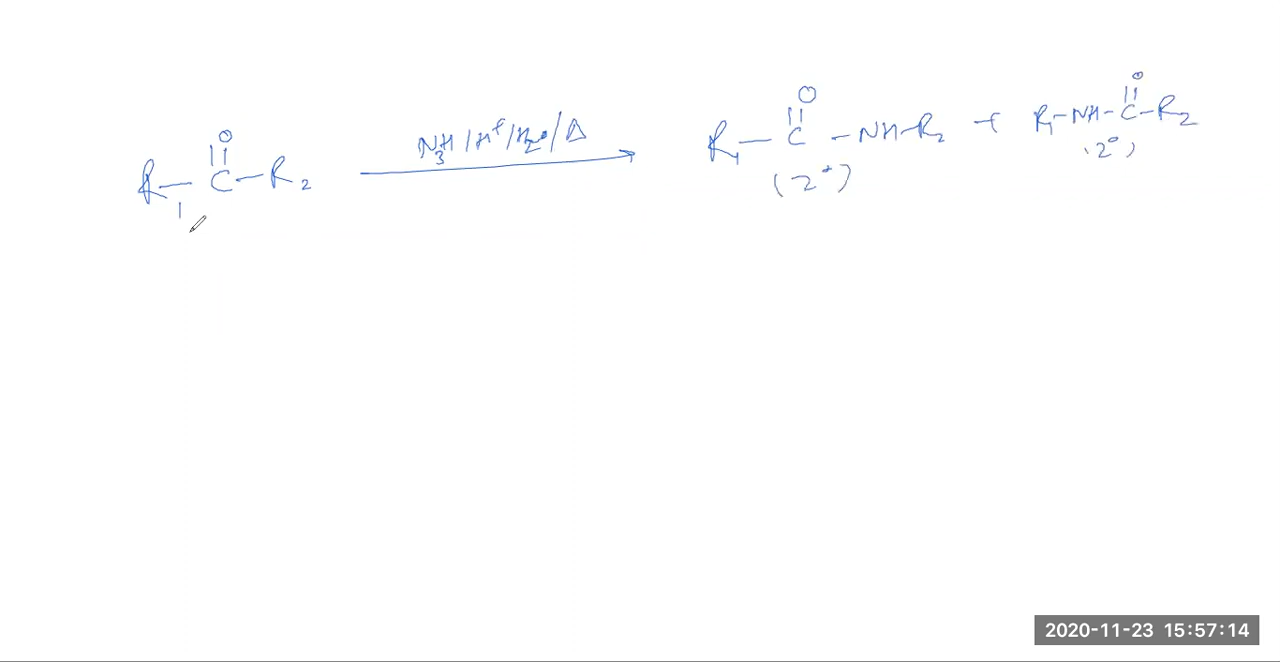 O
R1 — C — R2
NH3 / H+ / H2O / Δ
O
R1 — C — NH — R2
(2°)
+
O
R1 — NH — C — R2
(2°)
2020-11-23 15:57:14